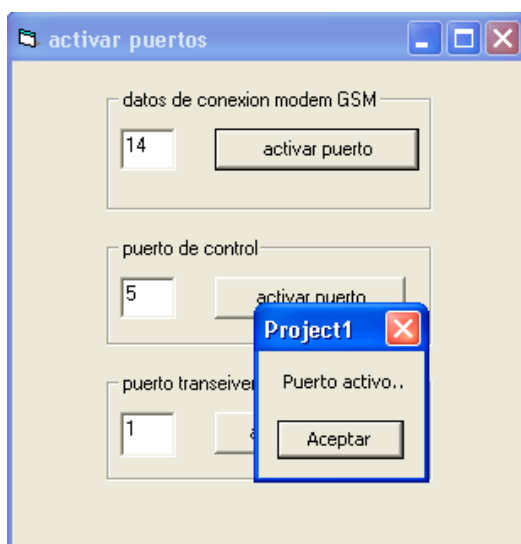 activar puertos
datos de conexion modem GSM
14
activar puerto
puerto de control
5
activar puerto
Project1
Puerto activo..
Aceptar
puerto transeiver
1